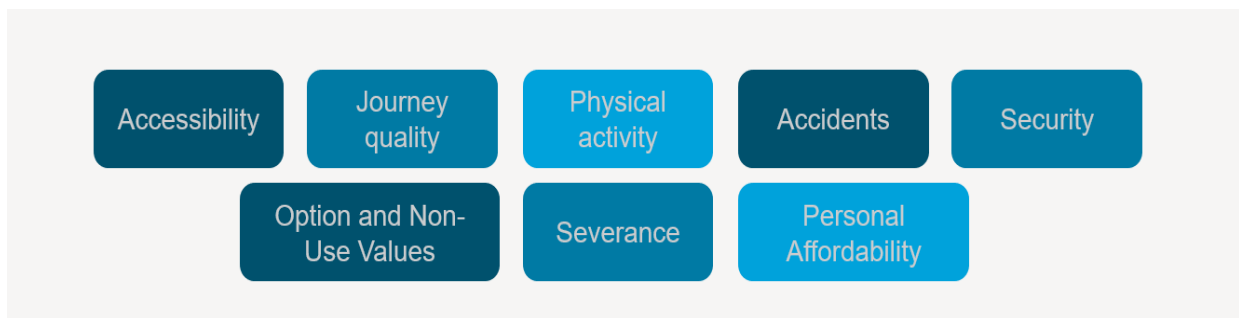 Accessibility
Journey
quality
Physical
activity
Accidents
Security
Option and Non-
Use Values
Severance
Personal
Affordability